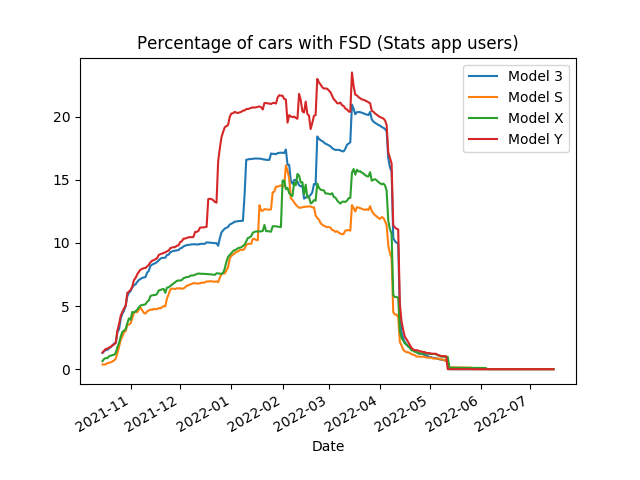 Percentage of cars with FSD (Stats app users)
Model 3
Model S
Model X
Model Y
20
15
10
5
0
2021-11 2021-12 2022-01 2022-02 2022-03 2022-04 2022-05 2022-06 2022-07
Date